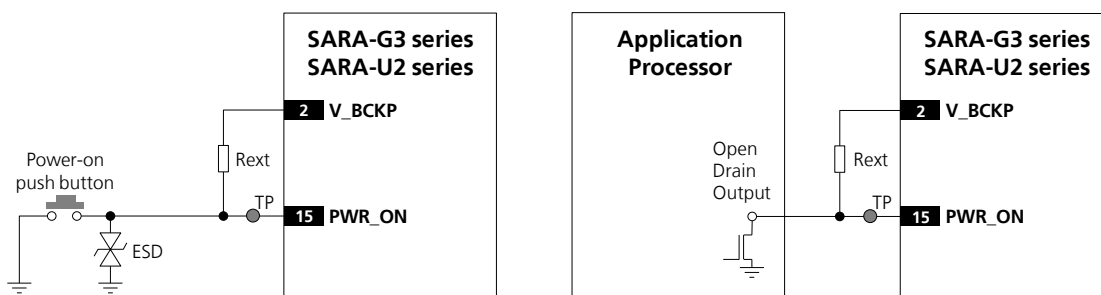 SARA-G3 series
SARA-U2 series
2 V_BCKP
Power-on
push button
Rext
TP
15 PWR_ON
ESD
Application
Processor
Open
Drain
Output
SARA-G3 series
SARA-U2 series
2 V_BCKP
Rext
TP
15 PWR_ON